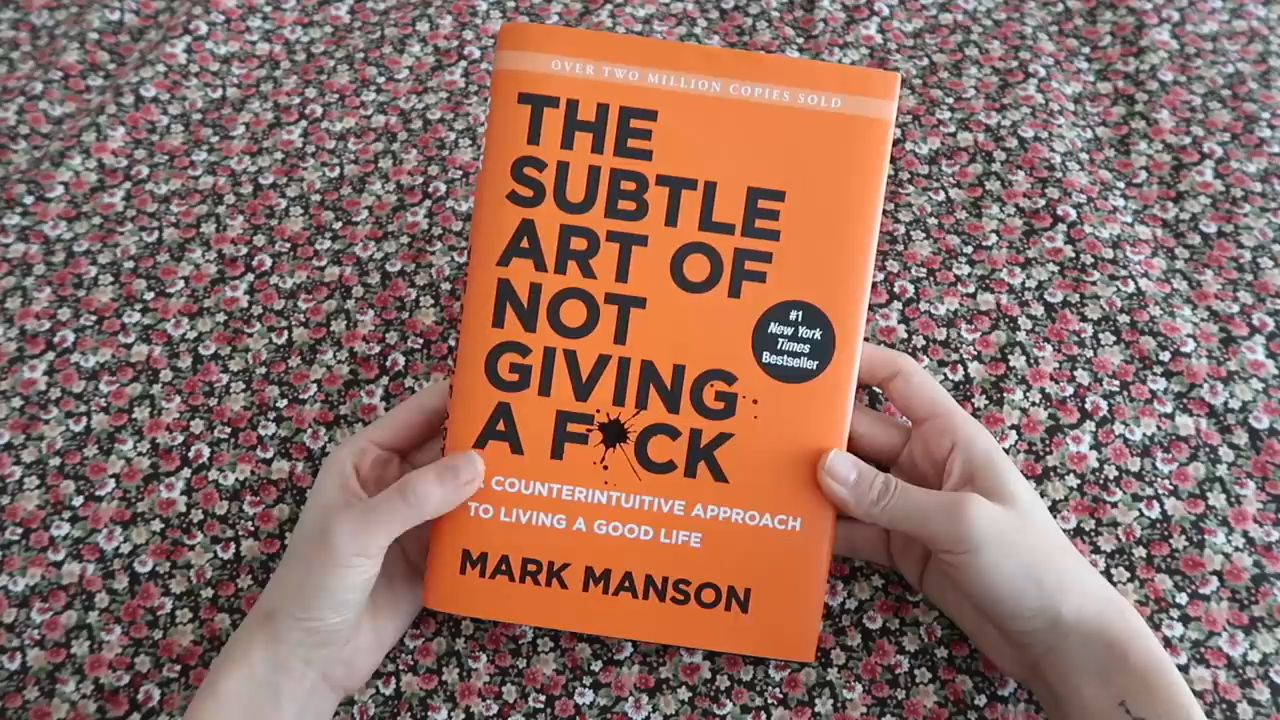 OVER TWO MILLION COPIES SOLD
THE
SUBTLE
ART OF
NOT
GIVING
A F*CK
#1
New York
Times
Bestseller
A COUNTERINTUITIVE APPROACH
TO LIVING A GOOD LIFE
MARK MANSON